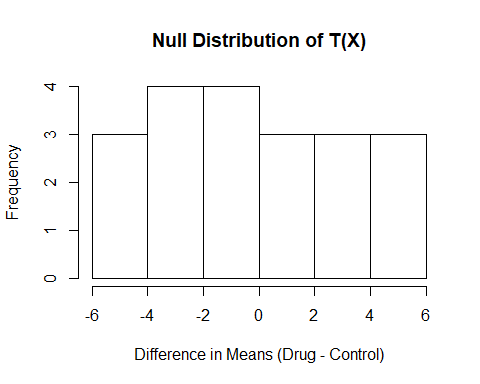 Null Distribution of T(X)
Frequency
4
3
2
1
0
-6 -4 -2 0 2 4 6
Difference in Means (Drug - Control)